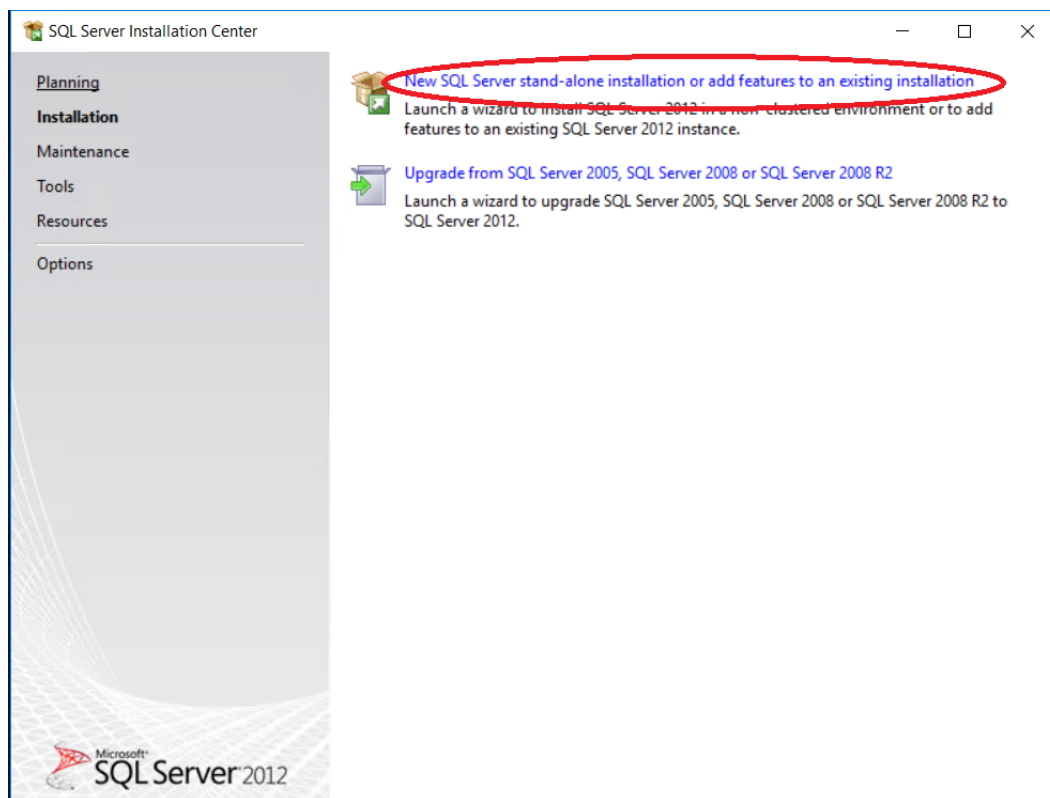 SQL Server Installation Center
Planning
Installation
Maintenance
Tools
Resources
Options
New SQL Server stand-alone installation or add features to an existing installation
Launch a wizard to install SQL Server 2012 in a non-clustered environment or to add
features to an existing SQL Server 2012 instance.
Upgrade from SQL Server 2005, SQL Server 2008 or SQL Server 2008 R2
Launch a wizard to upgrade SQL Server 2005, SQL Server 2008 or SQL Server 2008 R2 to
SQL Server 2012.
Microsoft
SQL Server 2012